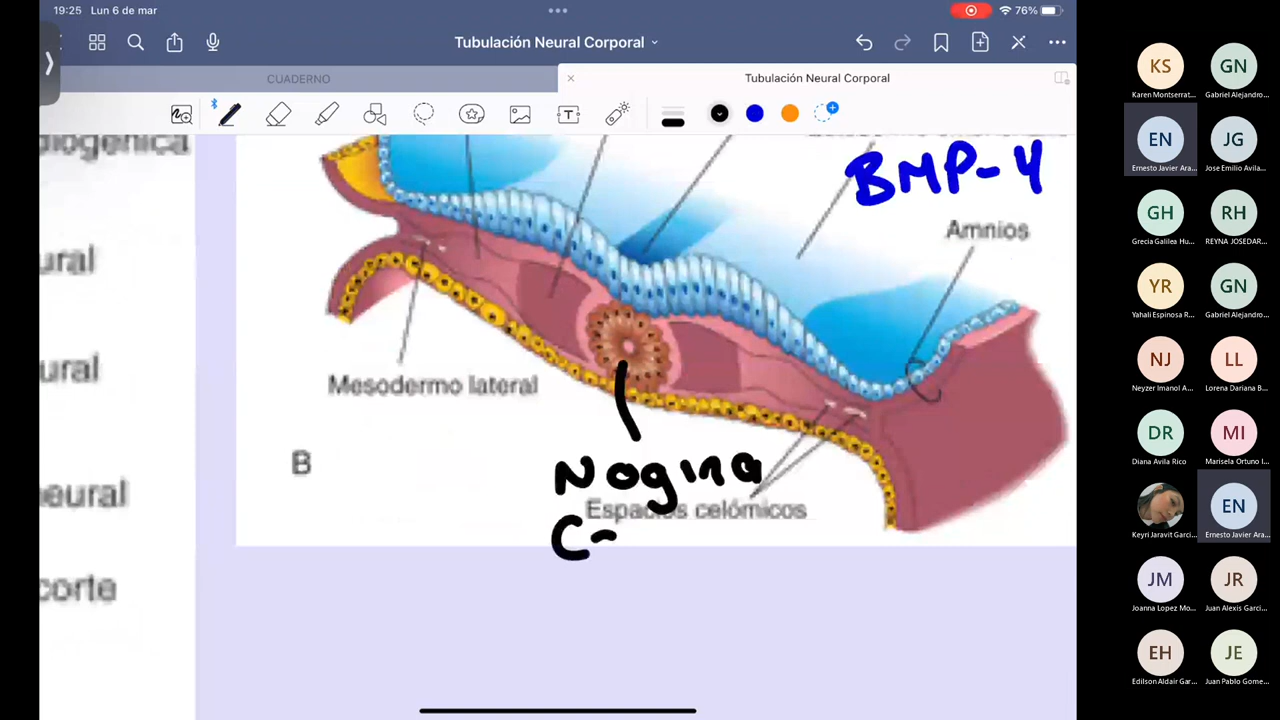 19:25 Lun 6 de mar
76%
Tubulación Neural Corporal
CUADERNO
Tubulación Neural Corporal
ural
ural
neural
corte
BMP-4
Amnios
Mesodermo lateral
B
Nogina
Espacios celómicos
C-
KS
Karen Montserrat...
GN
Gabriel Alejandro...
EN
Ernesto Javier Ara...
JG
Jose Emilio Avila...
GH
Grecia Galilea Hu...
RH
REYNA JOSEDAR...
YR
Yahali Espinosa R...
GN
Gabriel Alejandro...
NJ
Neyzer Imanol A...
LL
Lorena Dariana B...
DR
Diana Avila Rico
MI
Marisela Ortuno I...
Keyri Jaravit Garci...
EN
Ernesto Javier Ara...
JM
Joanna Lopez Mo...
JR
Juan Alexis Garci...
EH
Edilson Aldair Gar...
JE
Juan Pablo Gome...